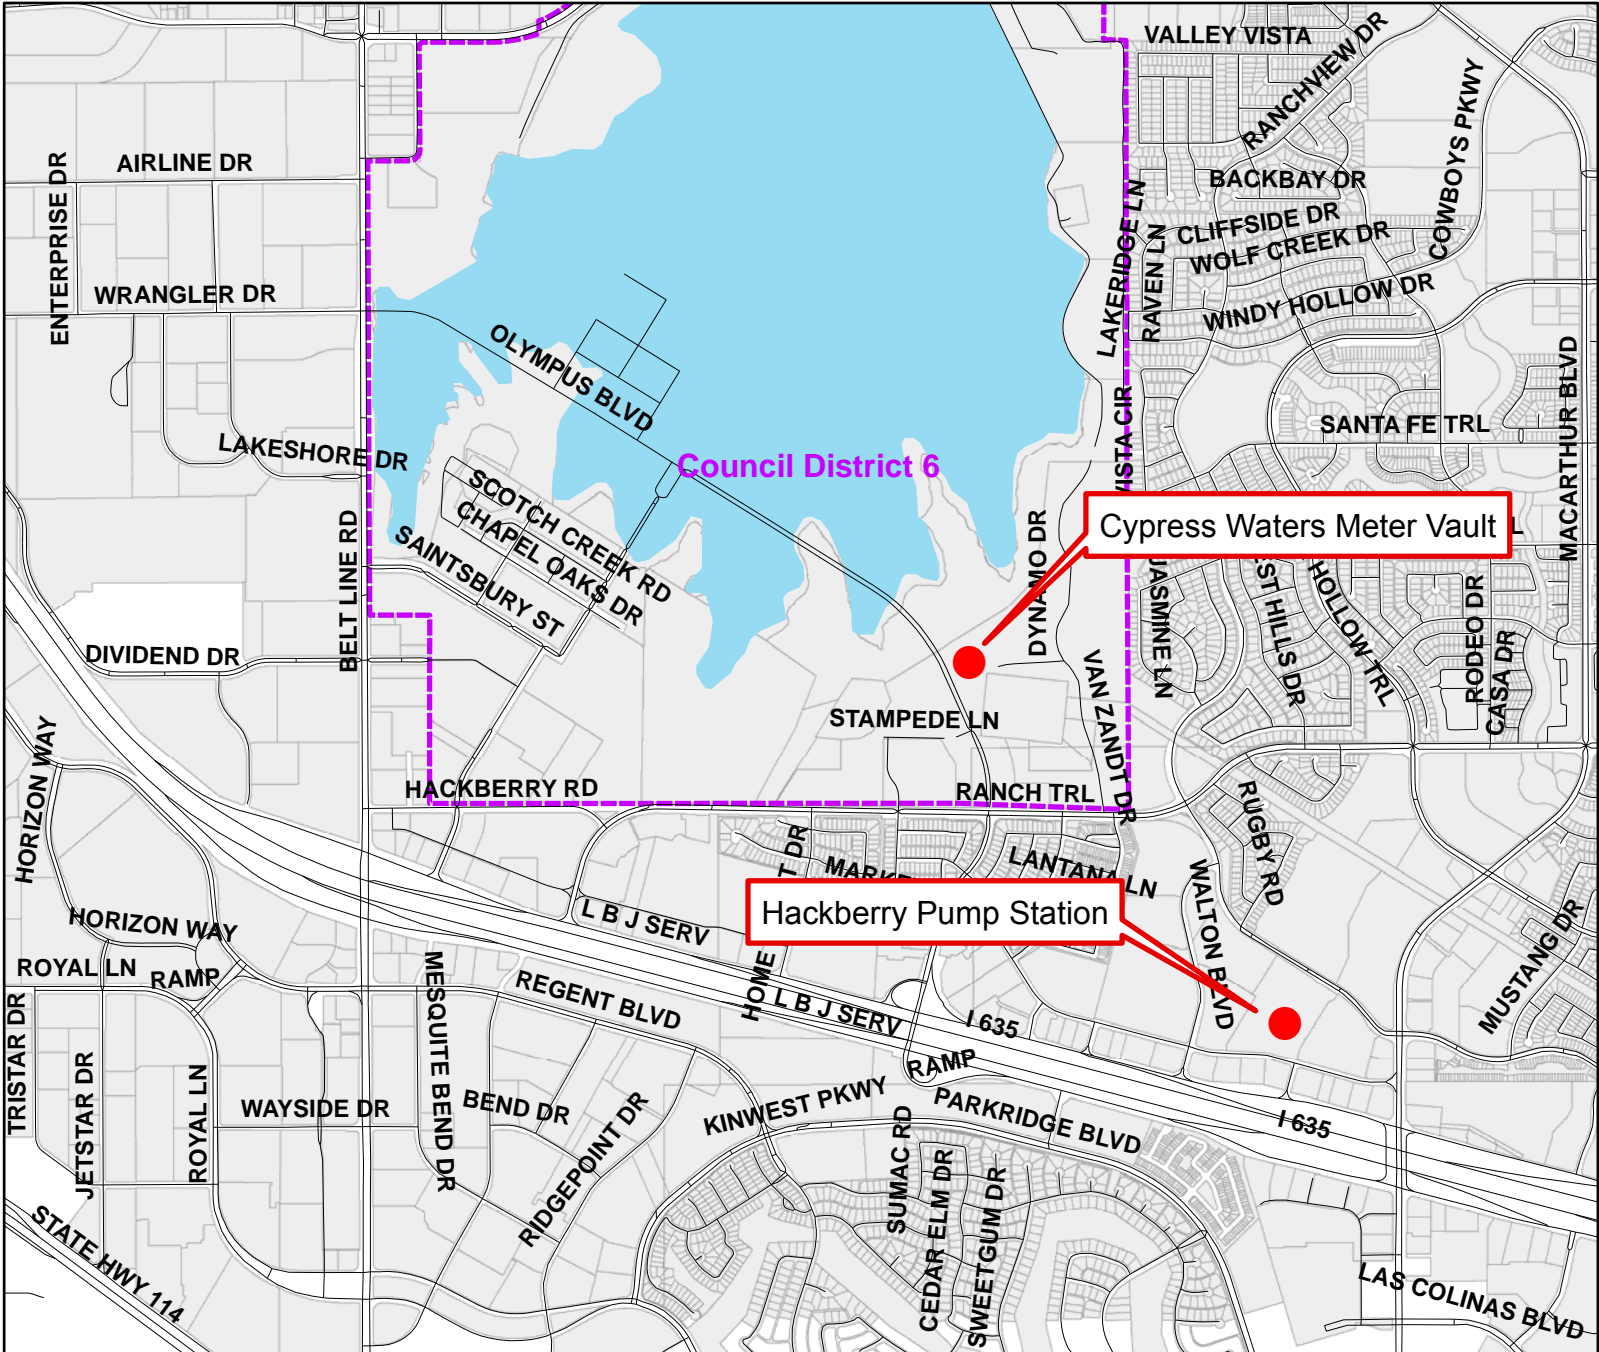 VALLEY VISTA
RANCHVIEW DR
COWBOYS PKWY
AIRLINE DR
ENTERPRISE DR
BACKBAY DR
CLIFFSIDE DR
WOLF CREEK DR
LAKERIDGE LN
RAVEN LN
WRANGLER DR
WINDY HOLLOW DR
OLYMPUS BLVD
MACARTHUR BLVD
VISTA CIR
SANTA FE TRL
LAKESHORE DR
Council District 6
SCOTCH CREEK RD
CHAPEL OAKS DR
SAINTSBURY ST
BELT LINE RD
DYNAMO DR
Cypress Waters Meter Vault
L
JASMINE LN
EST HILLS DR
HOLLOW TRL
RODEO DR
CASA DR
DIVIDEND DR
VAN ZANDT DR
STAMPEDE LN
HORIZON WAY
HACKBERRY RD
RANCH TRL
RUGBY RD
T DR
MARKE
LANTANA LN
WALTON BLVD
Hackberry Pump Station
L B J SERV
HORIZON WAY
MUSTANG DR
ROYAL LN
RAMP
MESQUITE BEND DR
REGENT BLVD
HOME
L B J SERV
I 635
TRISTAR DR
JETSTAR DR
ROYAL LN
WAYSIDE DR
BEND DR
RIDGEPOINT DR
KINWEST PKWY
RAMP
PARKRIDGE BLVD
I 635
SUMAC RD
CEDAR ELM DR
SWEETGUM DR
STATE HWY 114
LAS COLINAS BLVD